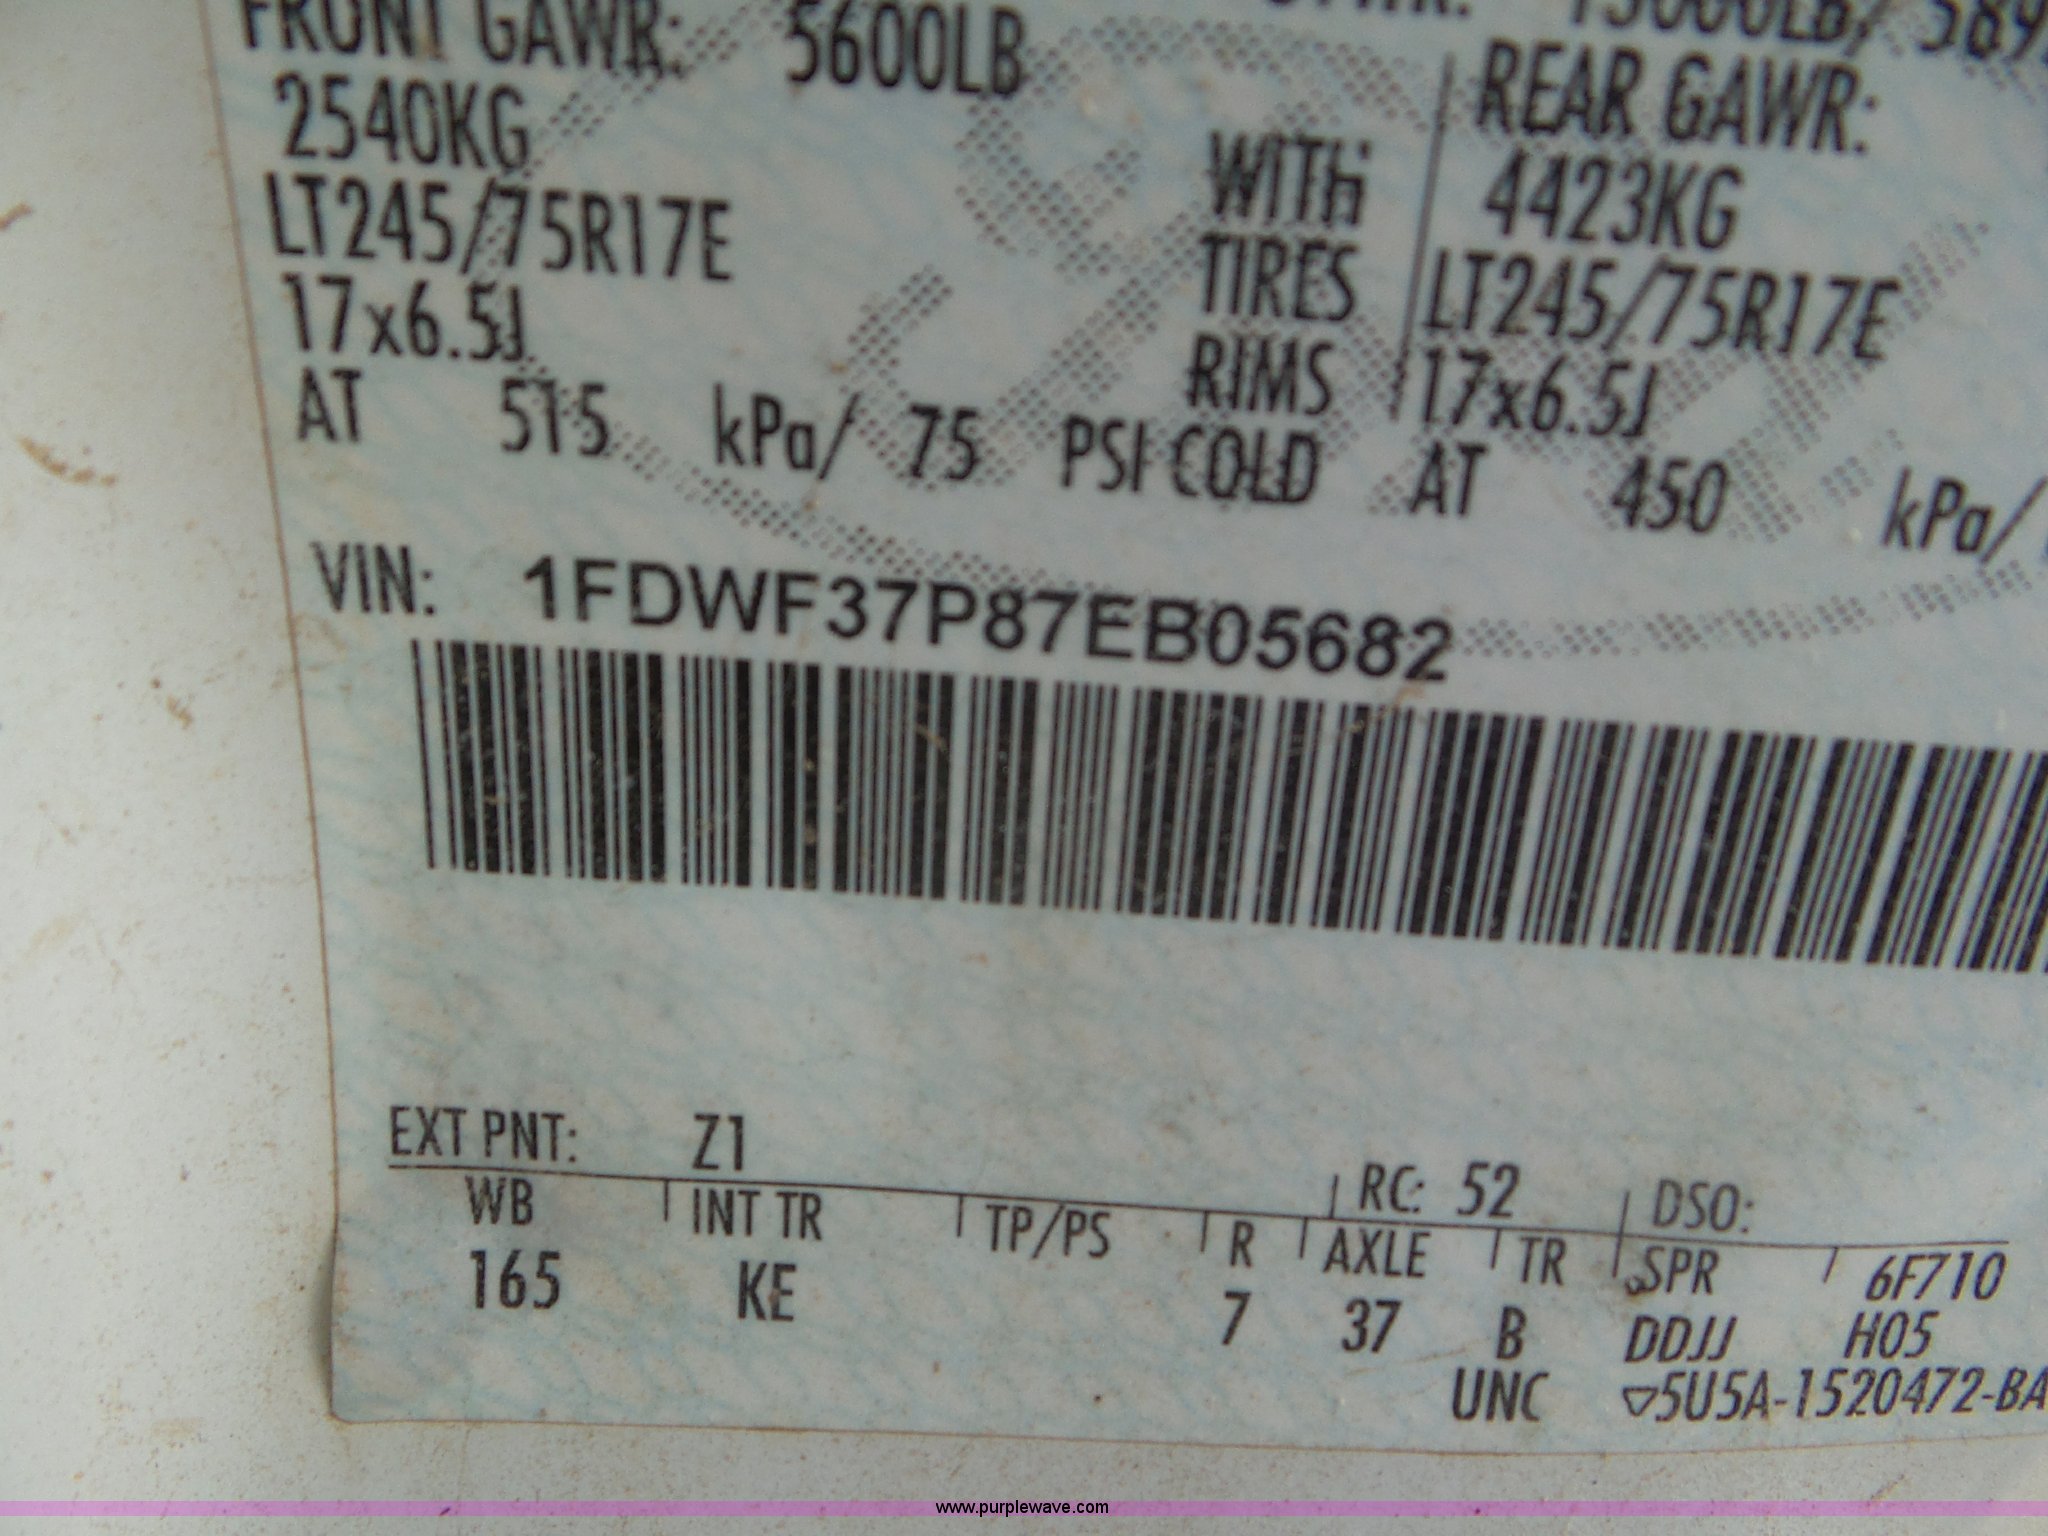 FRONT GAWR: 5600LB
2540KG
LT245/75R17E
17x6.5J
AT 515 kPa/ 75 PSI COLD
WITH
TIRES
RIMS
REAR GAWR:
4423KG
LT245/75R17E
17x6.5J
AT 450 kPa/
VIN: 1FDWF37P87EB05682
EXT PNT: Z1 RC: 52 DSO:
WB INT TR TP/PS R AXLE TR SPR 6F710
165 KE 7 37 B DDJJ H05
UNC ▽5U5A-1520472-BA
www.purplewave.com